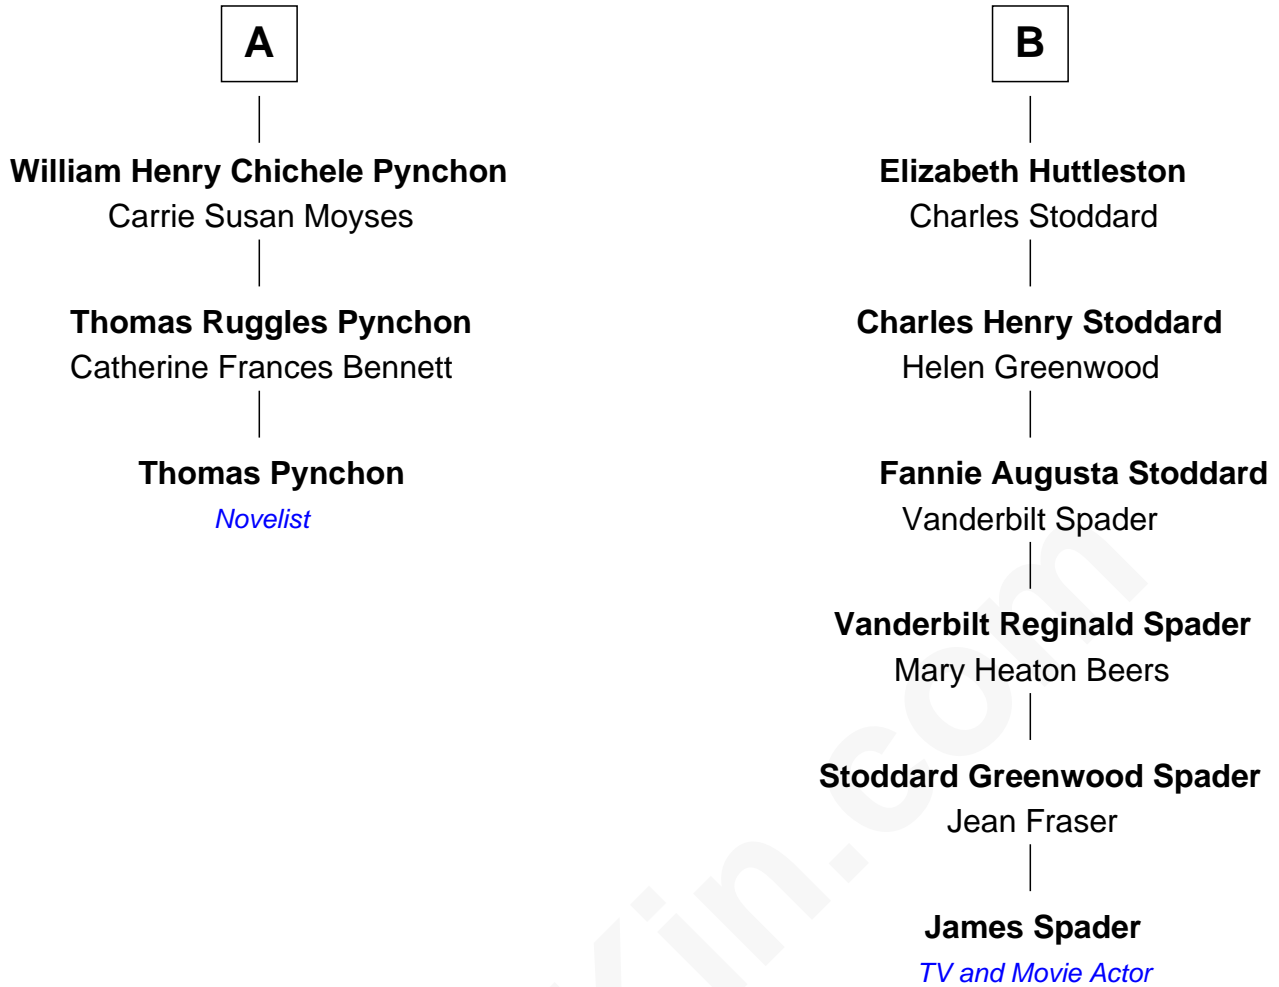 A
William Henry Chichele Pynchon
Carrie Susan Moyses
Thomas Ruggles Pynchon
Catherine Frances Bennett
Thomas Pynchon
Novelist
B
Elizabeth Huttleston
Charles Stoddard
Charles Henry Stoddard
Helen Greenwood
Fannie Augusta Stoddard
Vanderbilt Spader
Vanderbilt Reginald Spader
Mary Heaton Beers
Stoddard Greenwood Spader
Jean Fraser
James Spader
TV and Movie Actor
Kin.com